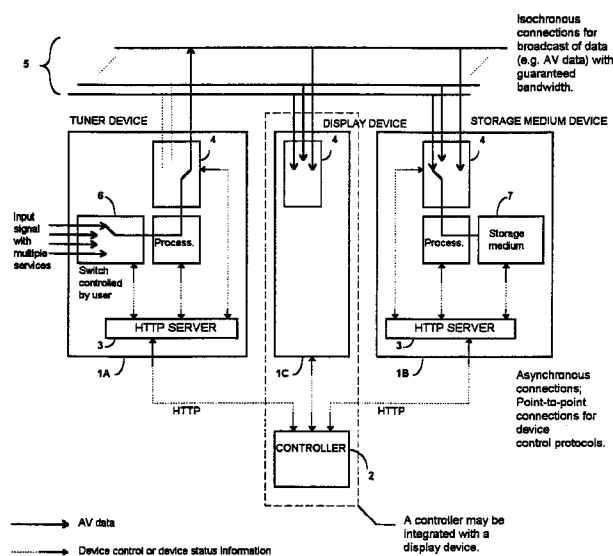 Isochronous
connections for
broadcast of data
(e.g. AV data) with
guaranteed
bandwidth.
5
TUNER DEVICE
DISPLAY DEVICE
STORAGE MEDIUM DEVICE
4
4
4
6
7
Input
signal
with
multiple
services
Process.
Process.
Storage
medium
Switch
controlled
by user
HTTP SERVER
HTTP SERVER
3
3
1A
1C
1B
Asynchronous
connections;
Point-to-point
connections for
device
control protocols.
HTTP
HTTP
CONTROLLER
2
AV data
A controller may be
integrated with a
display device.
Device control or device status information